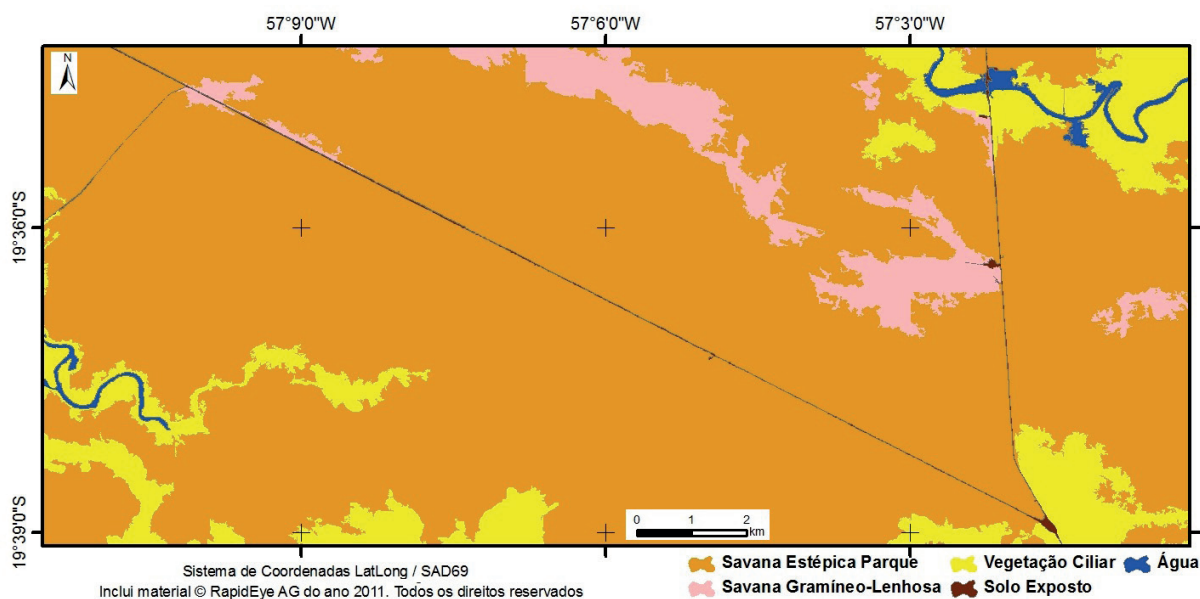 57°9'0"W 57°6'0"W 57°3'0"W
N
19°36'0"S
19°39'0"S
0 1 2
km
Savana Estépica Parque Vegetação Ciliar Água
Savana Gramíneo-Lenhosa Solo Exposto
Sistema de Coordenadas LatLong / SAD69
Inclui material © RapidEye AG do ano 2011. Todos os direitos reservados